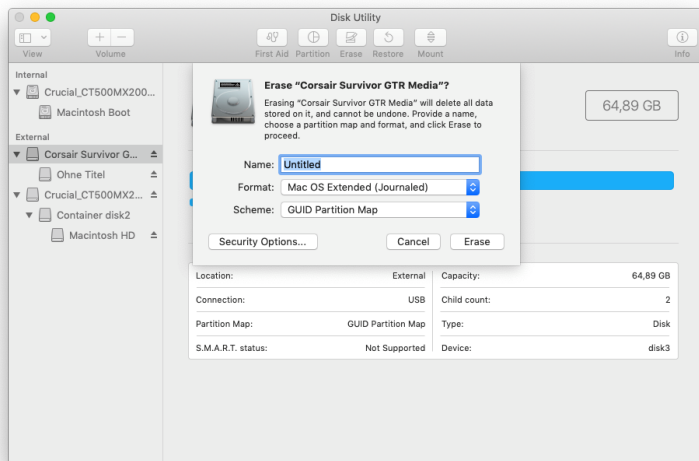 Disk Utility
View
Volume
First Aid
Partition
Erase
Restore
Mount
Info
Internal
Crucial_CT500MX200...
Macintosh Boot
External
Corsair Survivor G...
Ohne Titel
Crucial_CT500MX2...
Container disk2
Macintosh HD
Erase “Corsair Survivor GTR Media”?
Erasing “Corsair Survivor GTR Media” will delete all data
stored on it, and cannot be undone. Provide a name,
choose a partition map and format, and click Erase to
proceed.
Name: Untitled
Format: Mac OS Extended (Journaled)
Scheme: GUID Partition Map
Security Options...
Cancel
Erase
64,89 GB
Location: External
Capacity: 64,89 GB
Connection: USB
Child count: 2
Partition Map: GUID Partition Map
Type: Disk
S.M.A.R.T. status: Not Supported
Device: disk3